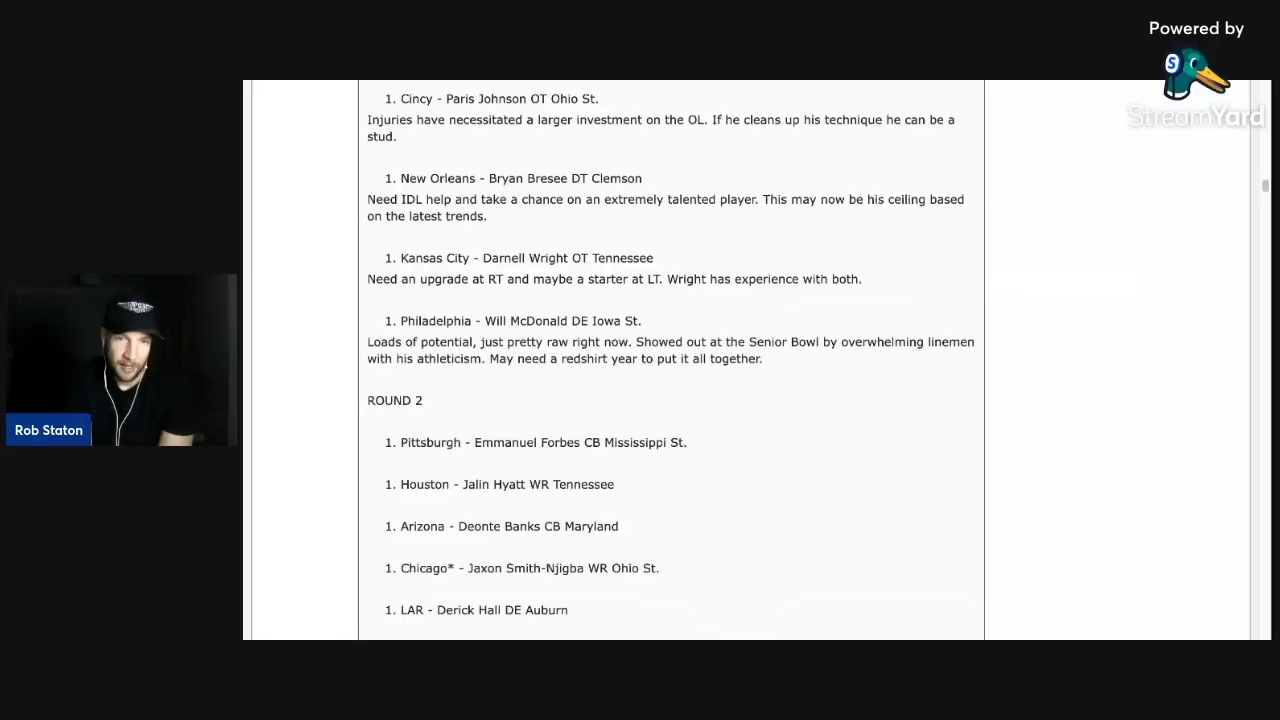 Powered by
S
StreamYard
1. Cincy - Paris Johnson OT Ohio St.
Injuries have necessitated a larger investment on the OL. If he cleans up his technique he can be a
stud.
1. New Orleans - Bryan Bresee DT Clemson
Need IDL help and take a chance on an extremely talented player. This may now be his ceiling based
on the latest trends.
1. Kansas City - Darnell Wright OT Tennessee
Need an upgrade at RT and maybe a starter at LT. Wright has experience with both.
1. Philadelphia - Will McDonald DE Iowa St.
Loads of potential, just pretty raw right now. Showed out at the Senior Bowl by overwhelming linemen
with his athleticism. May need a redshirt year to put it all together.
ROUND 2
1. Pittsburgh - Emmanuel Forbes CB Mississippi St.
1. Houston - Jalin Hyatt WR Tennessee
1. Arizona - Deonte Banks CB Maryland
1. Chicago* - Jaxon Smith-Njigba WR Ohio St.
1. LAR - Derick Hall DE Auburn
Rob Staton